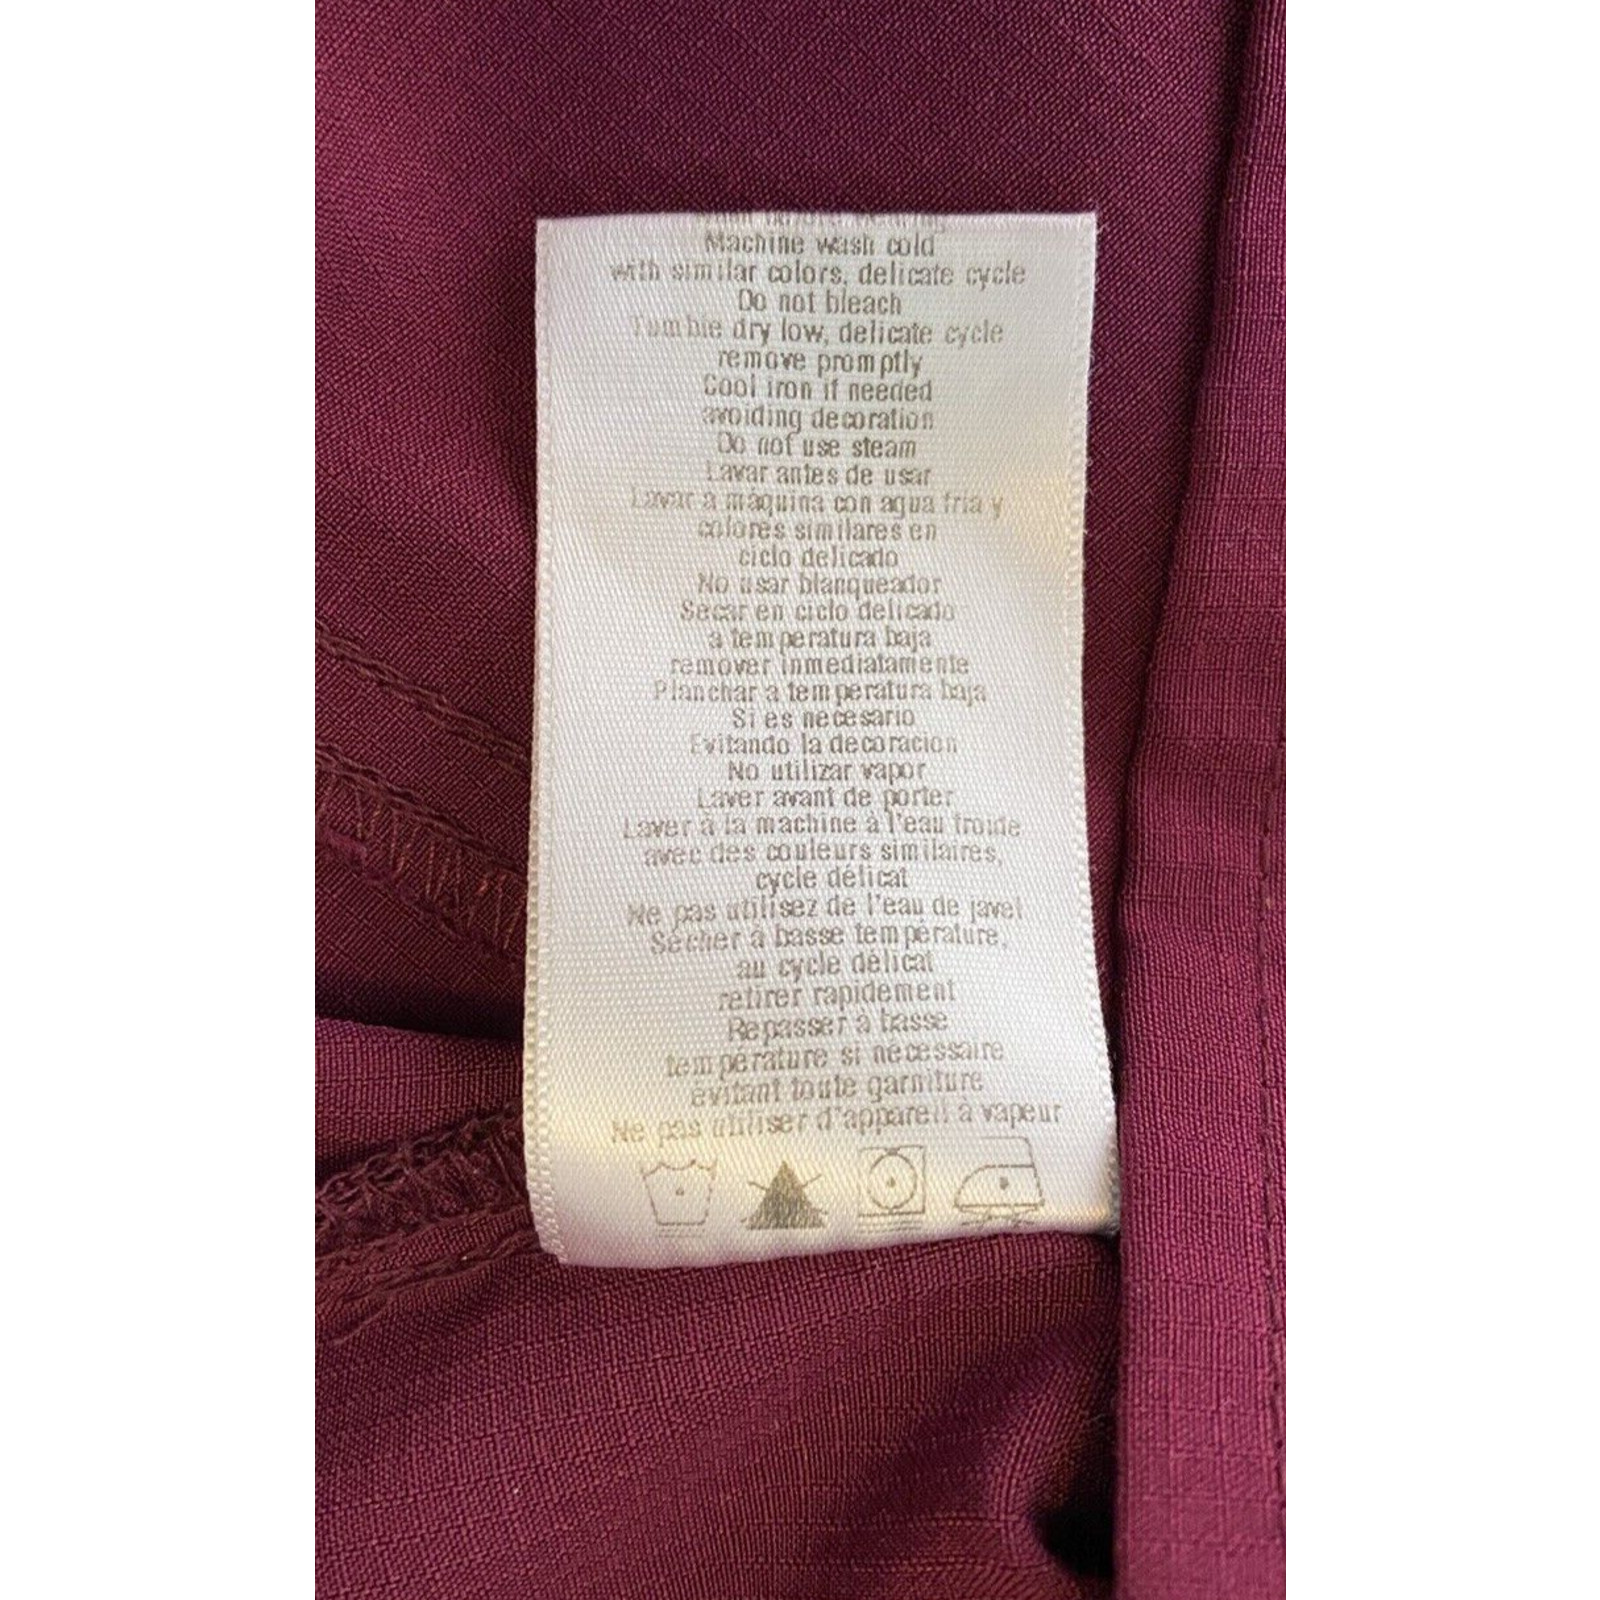 Machine wash cold
with similar colors, delicate cycle
Do not bleach
Tumble dry low, delicate cycle
remove promptly
Cool iron if needed
avoiding decoration
Do not use steam
Lavar antes de usar
Lavar a máquina con agua fria y
colores similares en
ciclo delicado
No usar blanqueador
Secar en ciclo delicado
a temperatura baja
remover inmediatamente
Planchar a temperatura baja
Si es necesario
Evitando la decoracion
No utilizar vapor
Laver avant de porter
Laver à la machine à l'eau froide
avec des couleurs similaires,
cycle délicat
Ne pas utilisez de l'eau de javel
Sécher à basse temperature,
au cycle délicat
retirer rapidement
Repasser à basse
température si nécessaire
évitant toute garniture
Ne pas utiliser d'appareil à vapeur